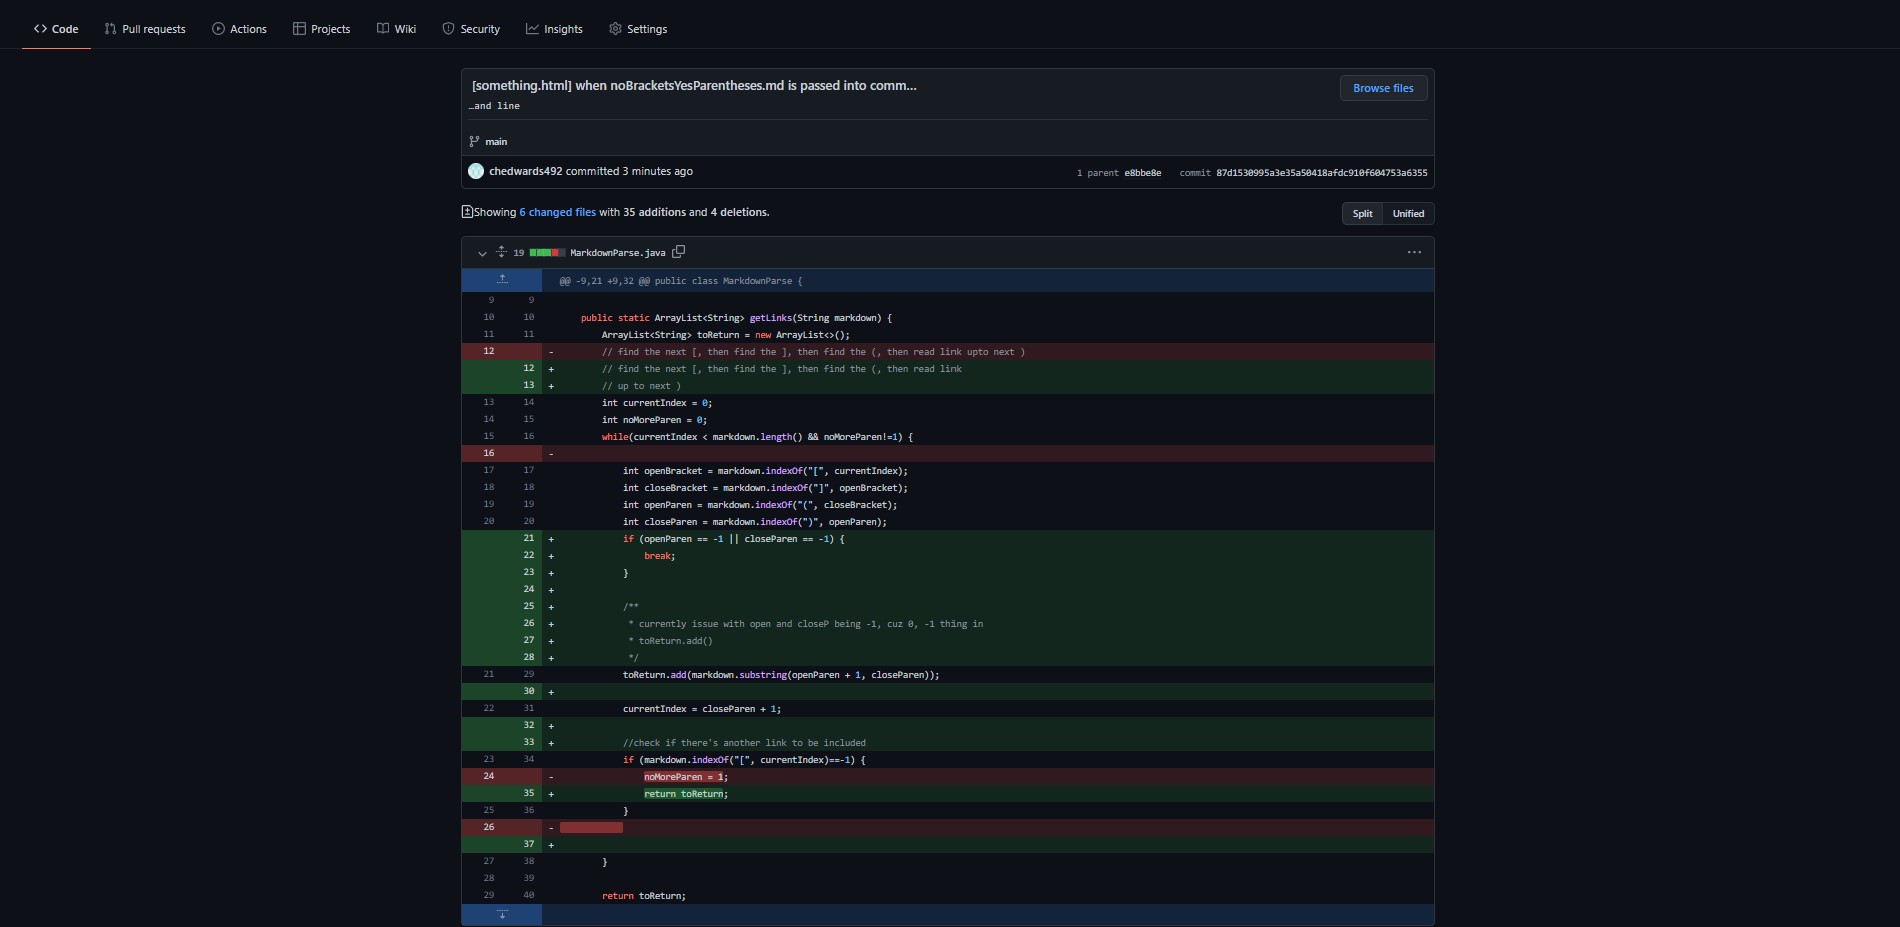 Code Pull requests Actions Projects Wiki Security Insights Settings
[something.html] when noBracketsYesParentheses.md is passed into comm...
Browse files
…and line
main
chedwards492 committed 3 minutes ago
1 parent e8bbe8e commit 87d1530995a3e35a50418afdc910f604753a6355
Showing 6 changed files with 35 additions and 4 deletions.
Split Unified
19 MarkdownParse.java
@@ -9,21 +9,32 @@ public class MarkdownParse {
9 9
10 10 public static ArrayList<String> getLinks(String markdown) {
11 11 ArrayList<String> toReturn = new ArrayList<>();
12 - // find the next [, then find the ], then find the (, then read link upto next )
12 + // find the next [, then find the ], then find the (, then read link
13 + // up to next )
13 14 int currentIndex = 0;
14 15 int noMoreParen = 0;
15 16 while(currentIndex < markdown.length() && noMoreParen!=1) {
16 -
17 17 int openBracket = markdown.indexOf("[", currentIndex);
18 18 int closeBracket = markdown.indexOf("]", openBracket);
19 19 int openParen = markdown.indexOf("(", closeBracket);
20 20 int closeParen = markdown.indexOf(")", openParen);
21 + if (openParen == -1 || closeParen == -1) {
22 + break;
23 + }
24 +
25 + /**
26 + * currently issue with open and closeP being -1, cuz 0, -1 thing in
27 + * toReturn.add()
28 + */
21 29 toReturn.add(markdown.substring(openParen + 1, closeParen));
30 +
22 31 currentIndex = closeParen + 1;
32 +
33 + //check if there's another link to be included
23 34 if (markdown.indexOf("[", currentIndex)==-1) {
24 - noMoreParen = 1;
35 + return toReturn;
25 36 }
26 -
37 +
27 38 }
28 39
29 40 return toReturn;